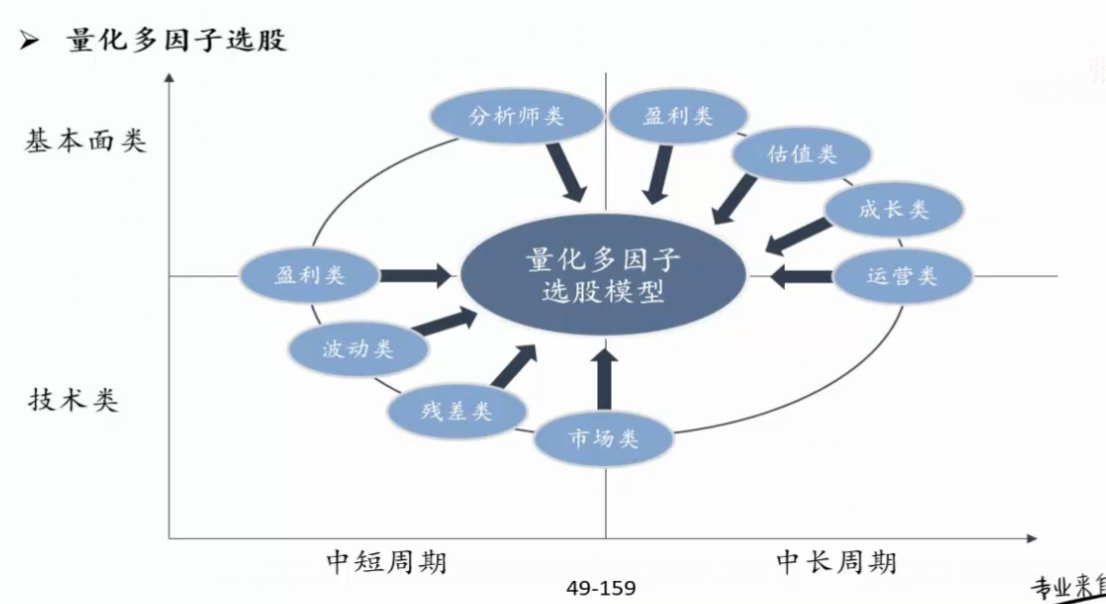 ➢ 量化多因子选股
基本面类
分析师类
盈利类
估值类
成长类
量化多因子
选股模型
盈利类
运营类
波动类
技术类
残差类
市场类
中短周期
中长周期
49-159
专业来自